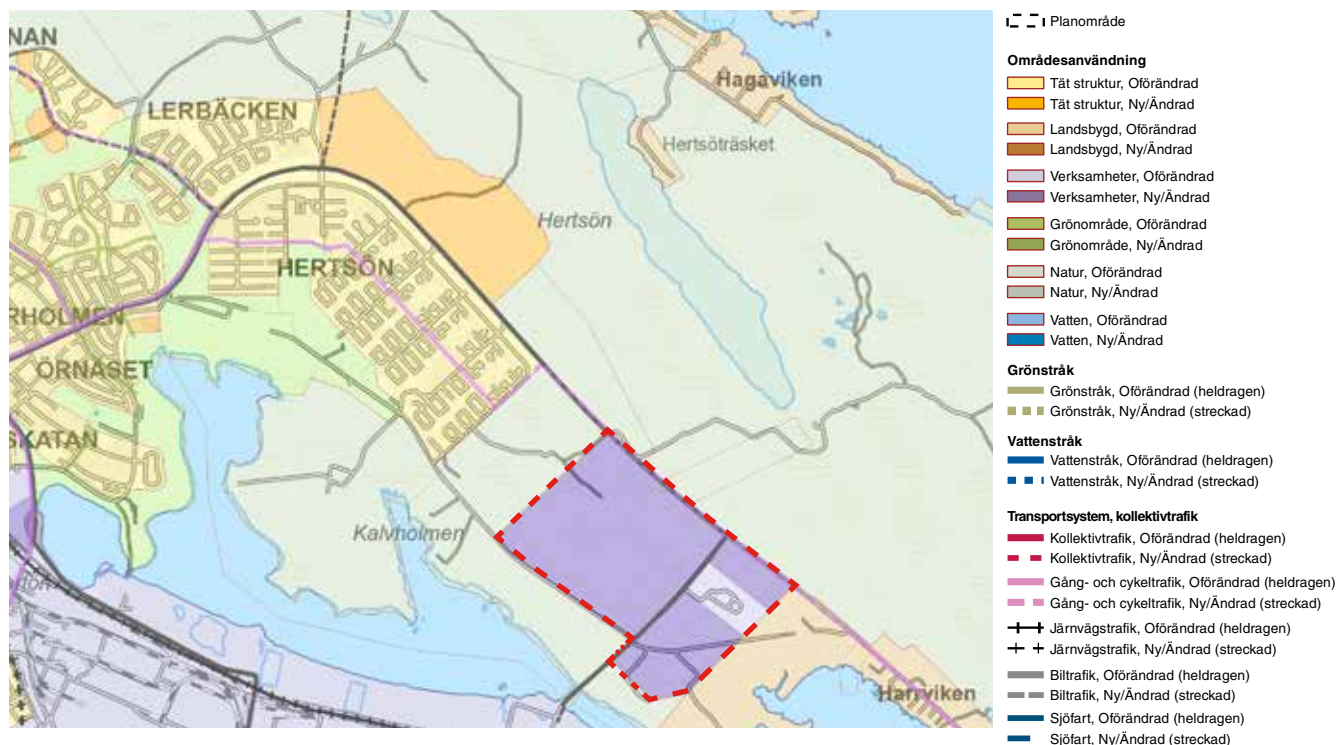 NAN
LERBÄCKEN
Hagaviken
Hertsöträsket
Hertsön
HERTSÖN
RHOLMEN
ÖRNÄSET
SKATAN
Kalvholmen
Harrviken
Planområde
Områdesanvändning
Tät struktur, Oförändrad
Tät struktur, Ny/Ändrad
Landsbygd, Oförändrad
Landsbygd, Ny/Ändrad
Verksamheter, Oförändrad
Verksamheter, Ny/Ändrad
Grönområde, Oförändrad
Grönområde, Ny/Ändrad
Natur, Oförändrad
Natur, Ny/Ändrad
Vatten, Oförändrad
Vatten, Ny/Ändrad
Grönstråk
Grönstråk, Oförändrad (heldragen)
Grönstråk, Ny/Ändrad (streckad)
Vattenstråk
Vattenstråk, Oförändrad (heldragen)
Vattenstråk, Ny/Ändrad (streckad)
Transportsystem, kollektivtrafik
Kollektivtrafik, Oförändrad (heldragen)
Kollektivtrafik, Ny/Ändrad (streckad)
Gång- och cykeltrafik, Oförändrad (heldragen)
Gång- och cykeltrafik, Ny/Ändrad (streckad)
Järnvägstrafik, Oförändrad (heldragen)
Järnvägstrafik, Ny/Ändrad (streckad)
Biltrafik, Oförändrad (heldragen)
Biltrafik, Ny/Ändrad (streckad)
Sjöfart, Oförändrad (heldragen)
Sjöfart, Ny/Ändrad (streckad)